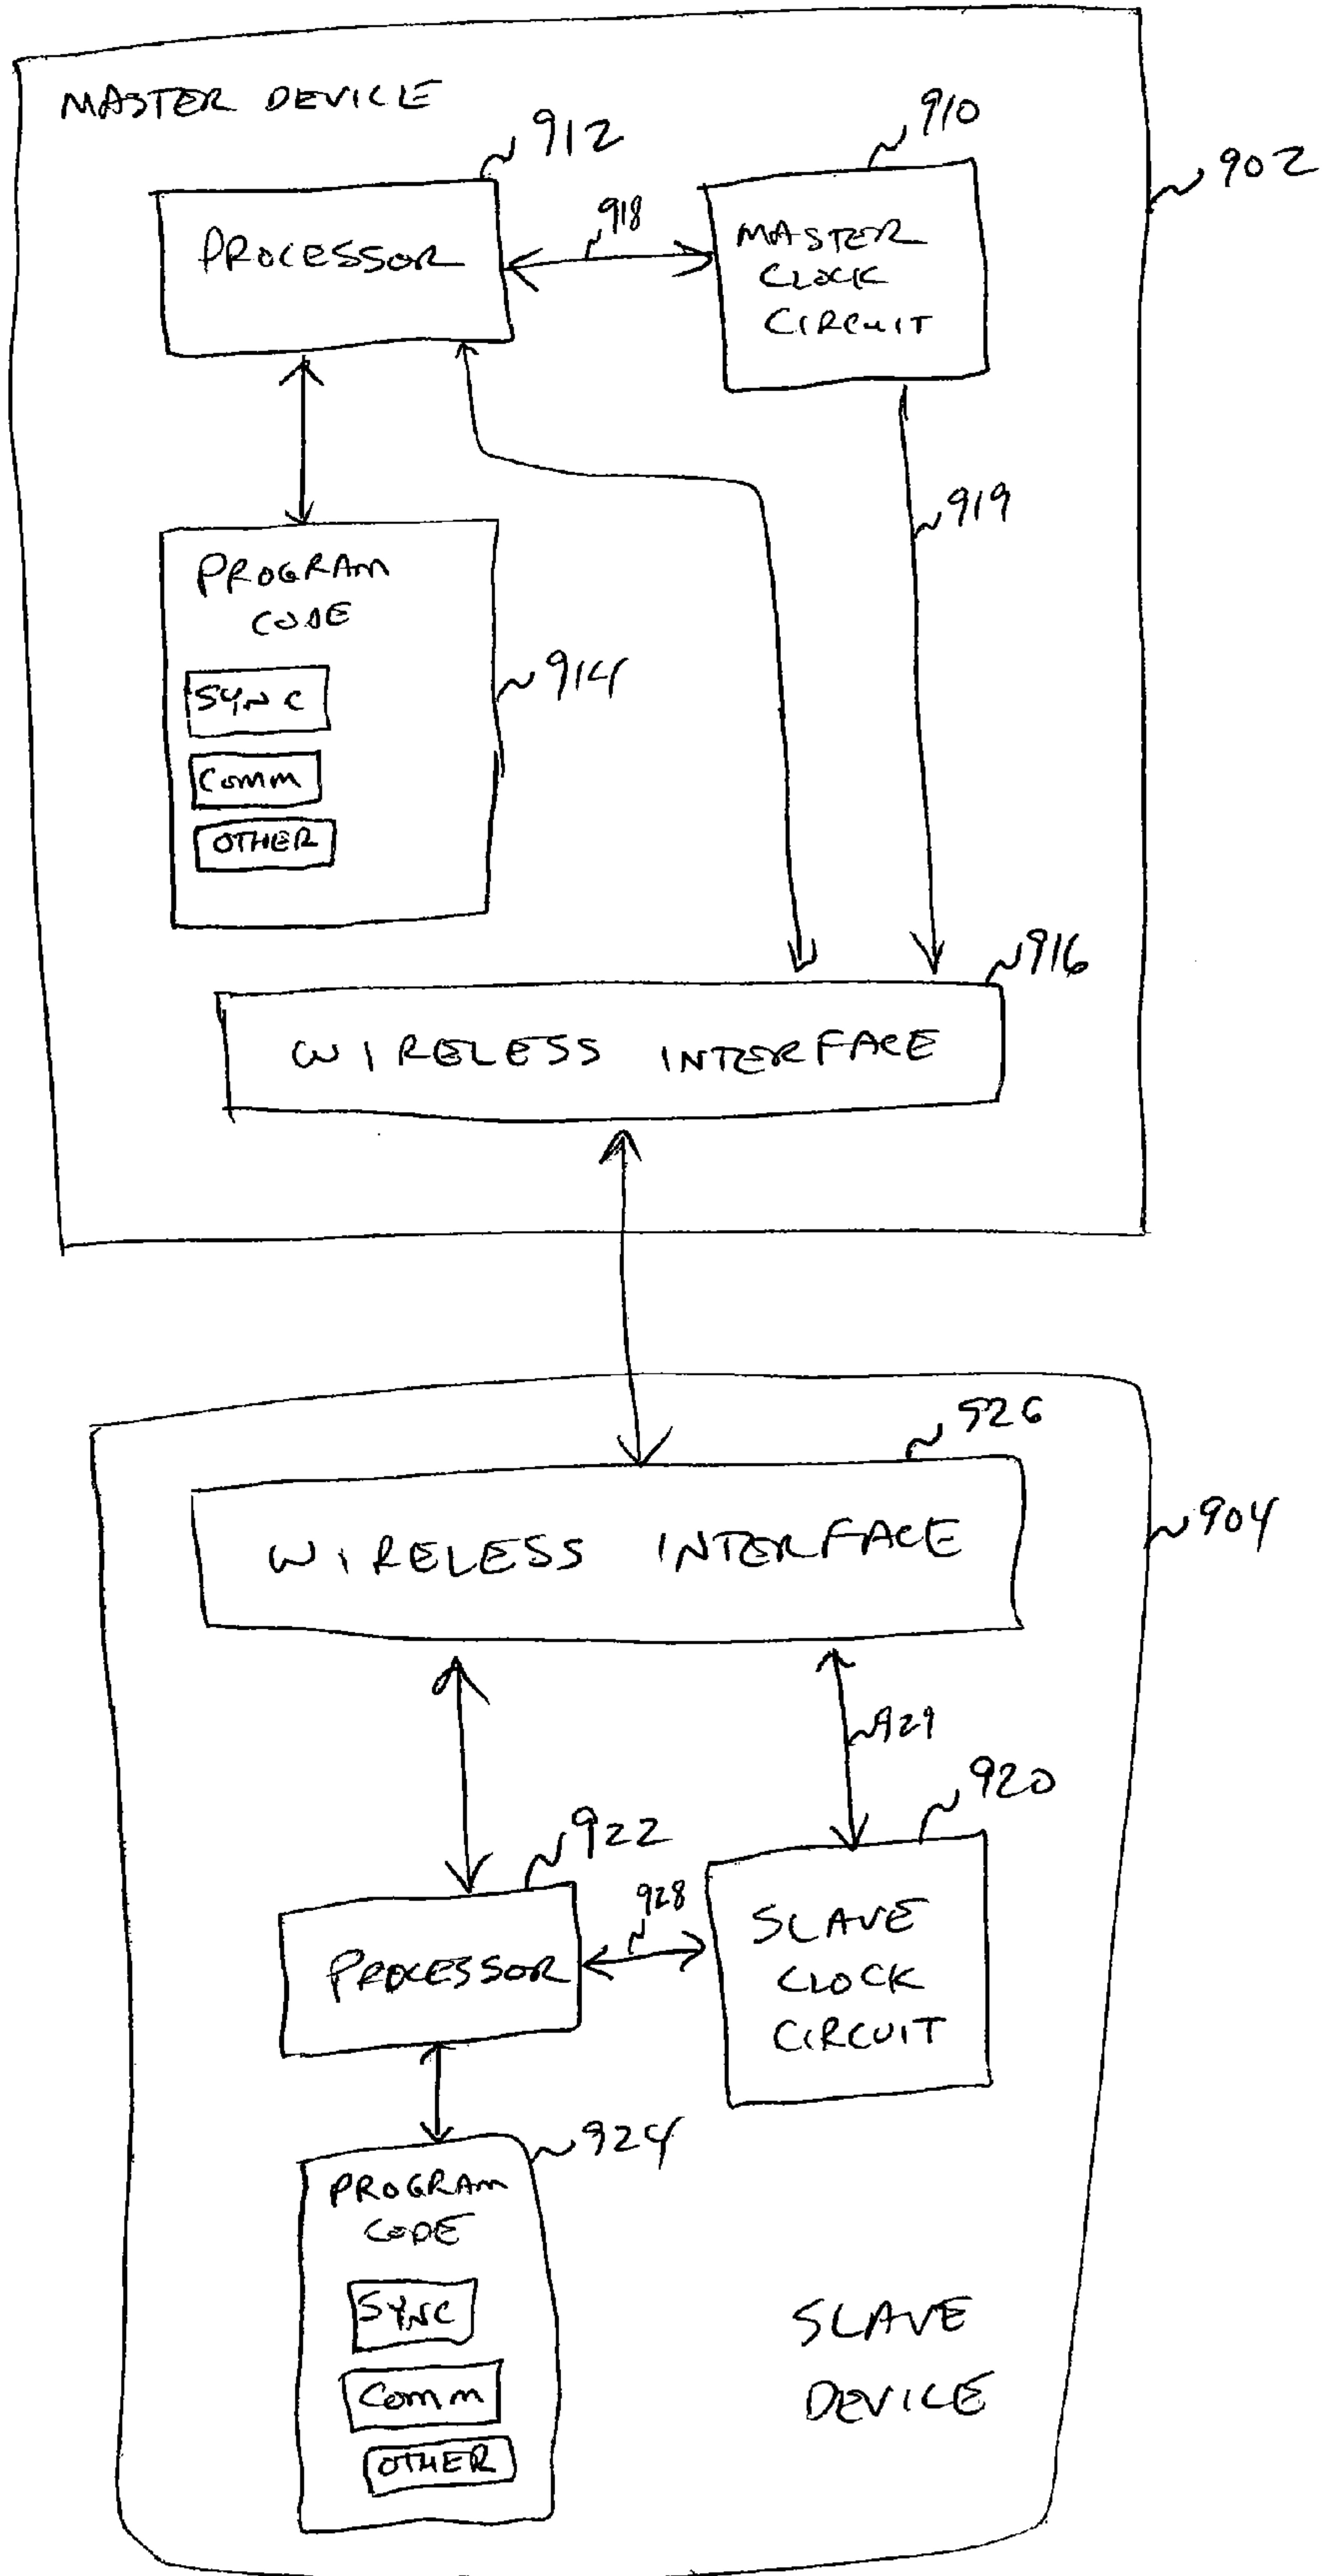 MASTER DEVICE
912
910
902
PROCESSOR
918
MASTER
CLOCK
CIRCUIT
919
PROGRAM
CODE
914
SYNC
Comm
OTHER
916
WIRELESS INTERFACE
926
904
WIRELESS INTERFACE
929
920
922
928
PROCESSOR
SLAVE
CLOCK
CIRCUIT
924
PROGRAM
CODE
SYNC
Comm
OTHER
SLAVE
DEVICE